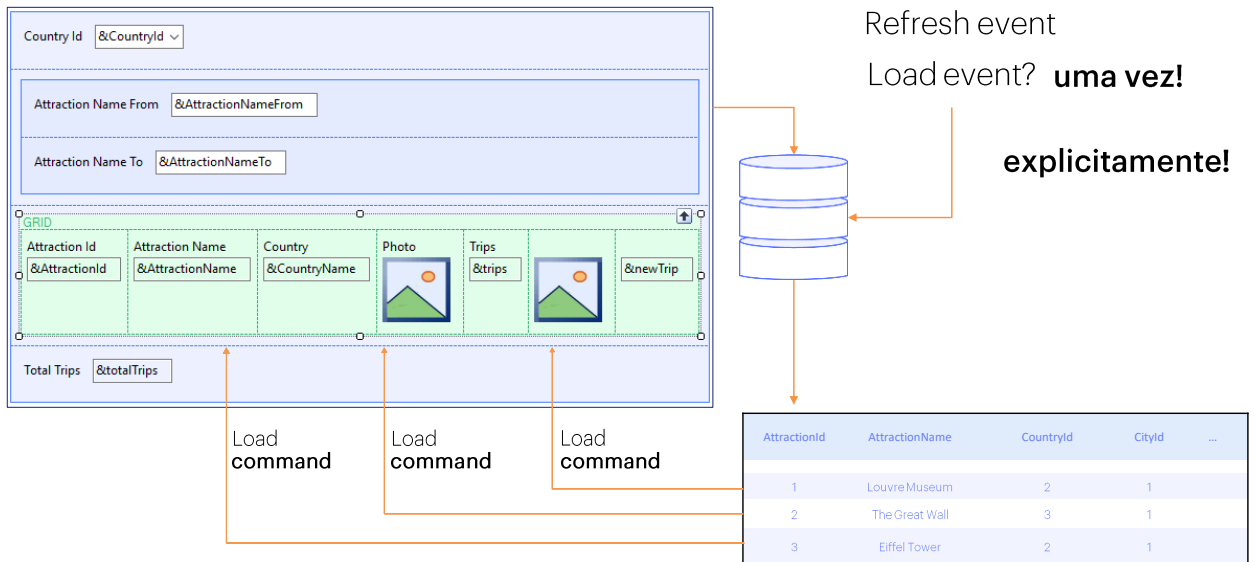 Country Id &CountryId
Attraction Name From &AttractionNameFrom
Attraction Name To &AttractionNameTo
GRID
Attraction Id Attraction Name Country Photo Trips
&AttractionId &AttractionName &CountryName &trips &newTrip
Total Trips &totalTrips
Refresh event
Load event? uma vez!
explicitamente!
Load command
Load command
Load command
AttractionId AttractionName CountryId CityId ...
1 Louvre Museum 2 1
2 The Great Wall 3 1
3 Eiffel Tower 2 1